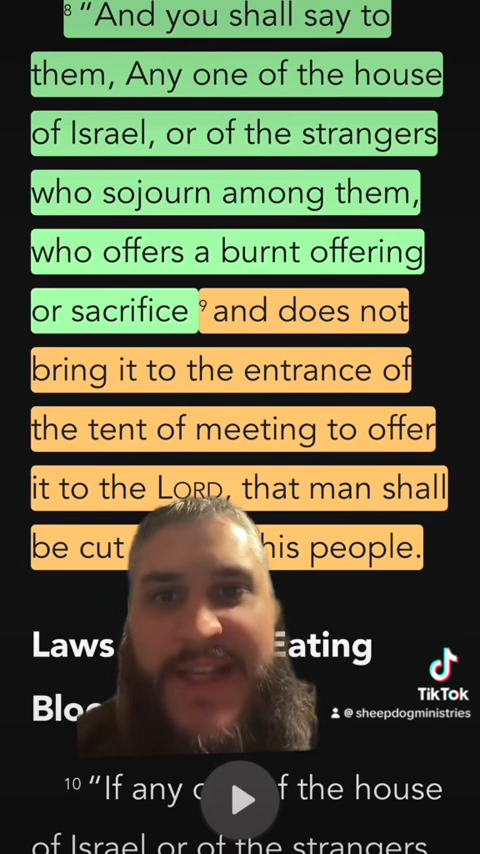 8 “And you shall say to
them, Any one of the house
of Israel, or of the strangers
who sojourn among them,
who offers a burnt offering
or sacrifice 9 and does not
bring it to the entrance of
the tent of meeting to offer
it to the LORD, that man shall
be cut his people.
Laws Eating
TikTok
@sheepdogministries
10 “If any of the house
of Israel or of the strangers